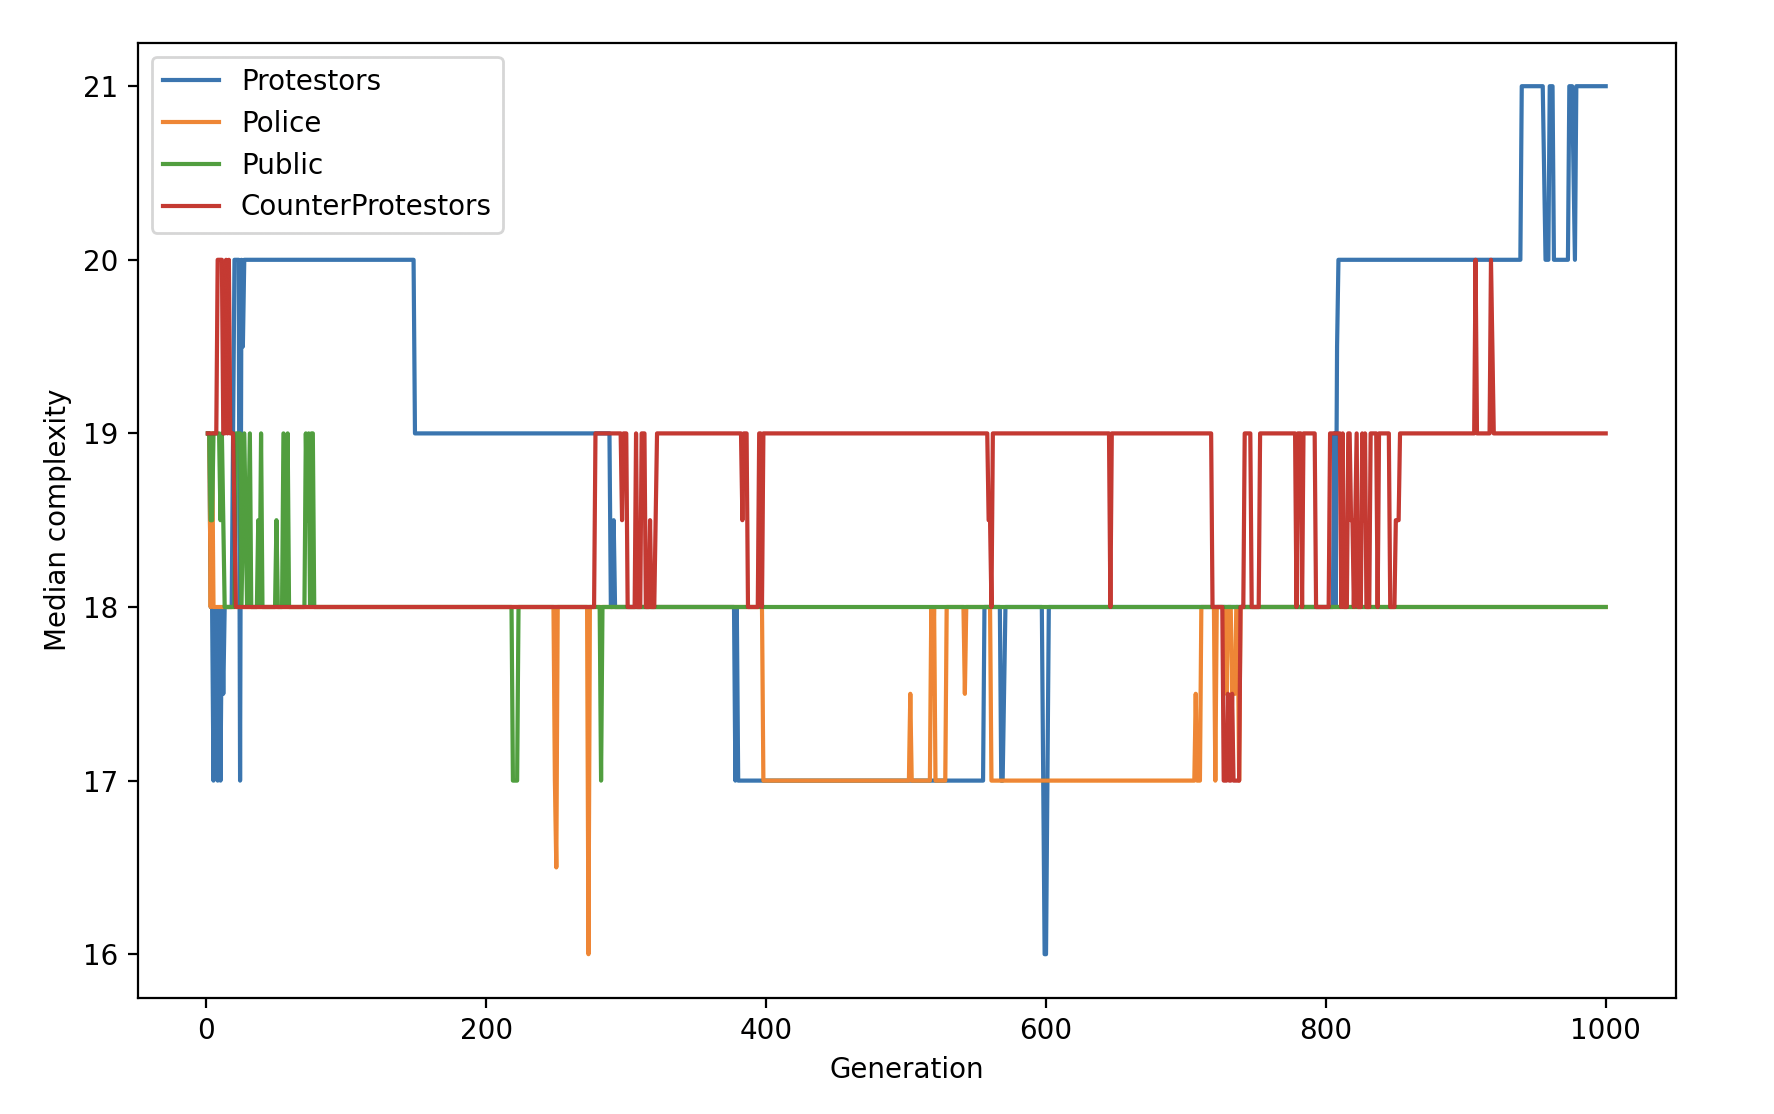 Protestors
Police
Public
CounterProtestors
21
20
19
18
17
16
Median complexity
0 200 400 600 800 1000
Generation